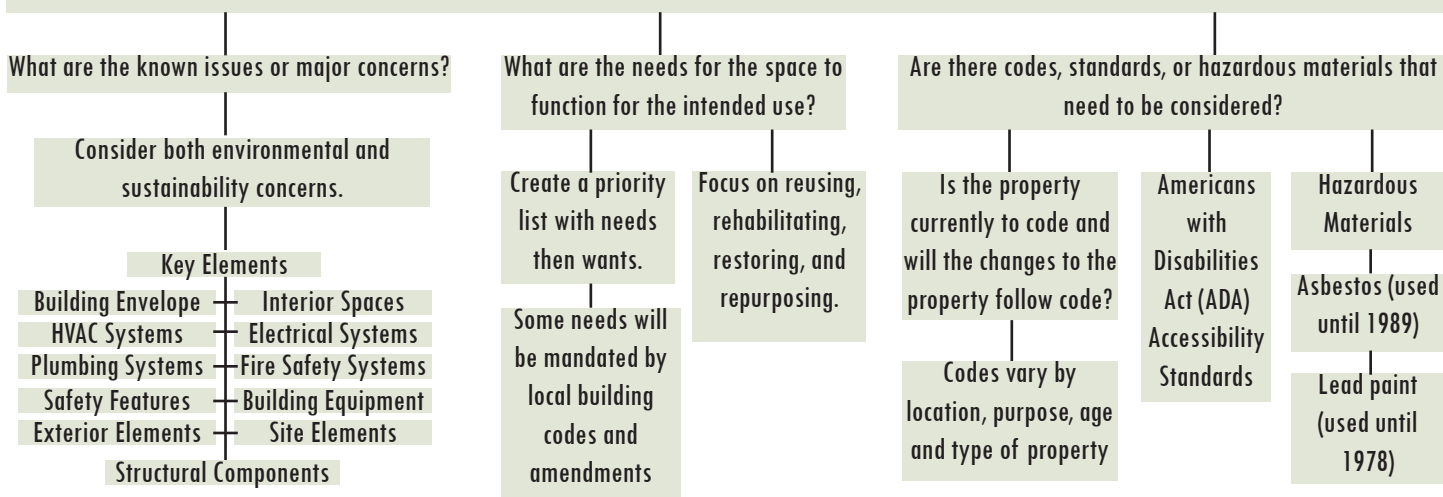 What are the known issues or major concerns?
Consider both environmental and
sustainability concerns.
Key Elements
Building Envelope
Interior Spaces
HVAC Systems
Electrical Systems
Plumbing Systems
Fire Safety Systems
Safety Features
Building Equipment
Exterior Elements
Site Elements
Structural Components
What are the needs for the space to
function for the intended use?
Create a priority
list with needs
then wants.
Some needs will
be mandated by
local building
codes and
amendments
Focus on reusing,
rehabilitating,
restoring, and
repurposing.
Are there codes, standards, or hazardous materials that
need to be considered?
Is the property
currently to code and
will the changes to the
property follow code?
Codes vary by
location, purpose, age
and type of property
Americans
with
Disabilities
Act (ADA)
Accessibility
Standards
Hazardous
Materials
Asbestos (used
until 1989)
Lead paint
(used until
1978)